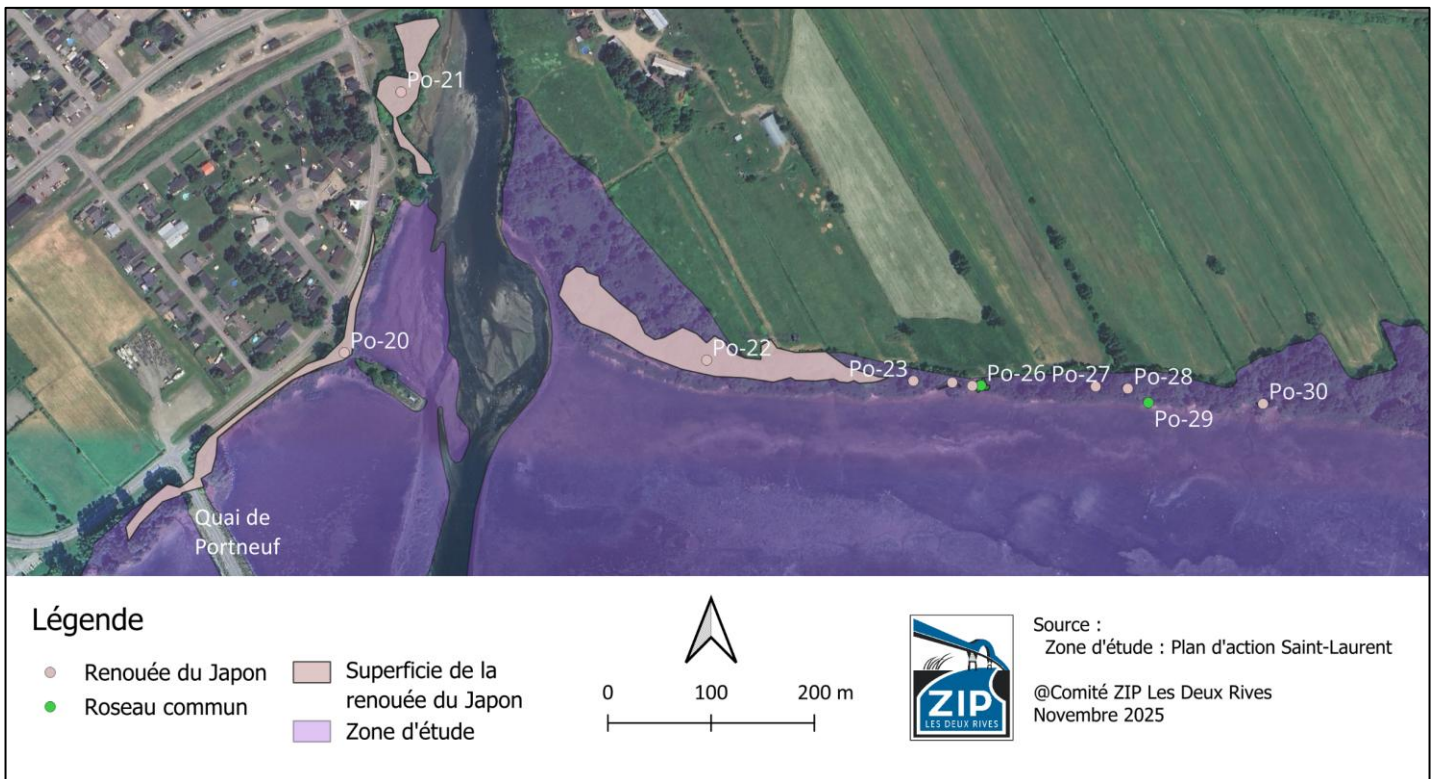 Po-21
Po-20
Po-22
Po-23
Po-26
Po-27
Po-28
Po-29
Po-30
Quai de
Portneuf
Légende
Renouée du Japon
Roseau commun
Superficie de la
renouée du Japon
Zone d'étude
0 100 200 m
ZIP
LES DEUX RIVES
Source :
Zone d'étude : Plan d'action Saint-Laurent
@Comité ZIP Les Deux Rives
Novembre 2025